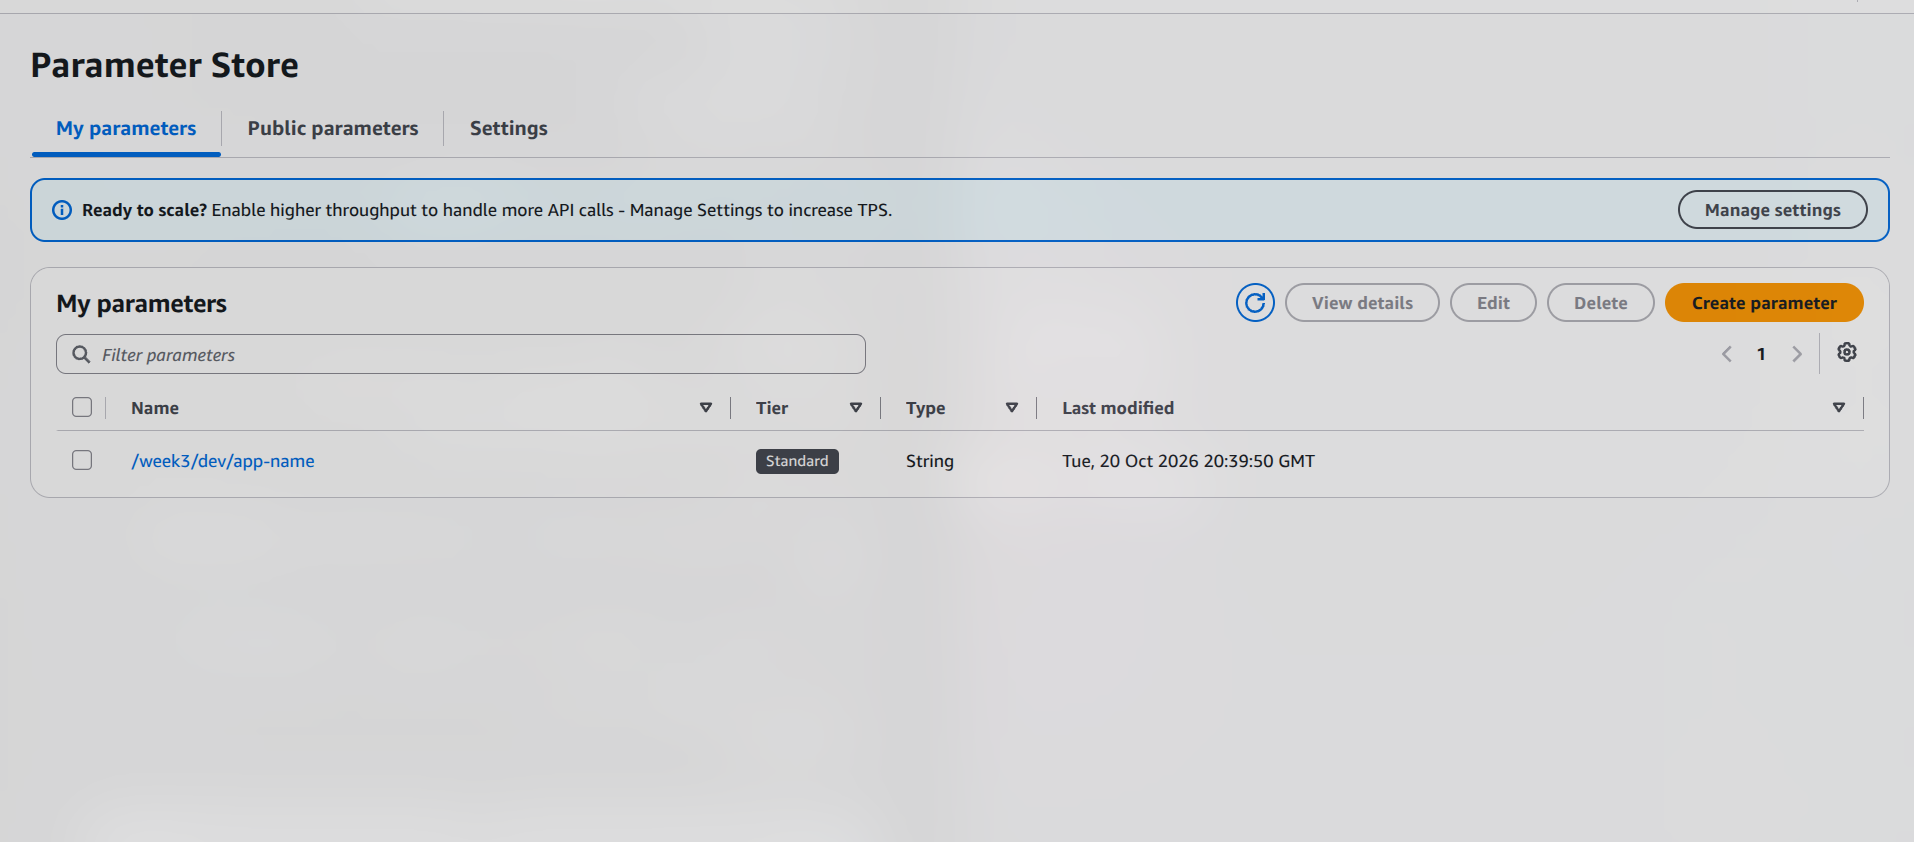 Parameter Store
My parameters
Public parameters
Settings
Ready to scale? Enable higher throughput to handle more API calls - Manage Settings to increase TPS.
Manage settings
My parameters
View details
Edit
Delete
Create parameter
Filter parameters
1
Name
Tier
Type
Last modified
/week3/dev/app-name
Standard
String
Tue, 20 Oct 2026 20:39:50 GMT